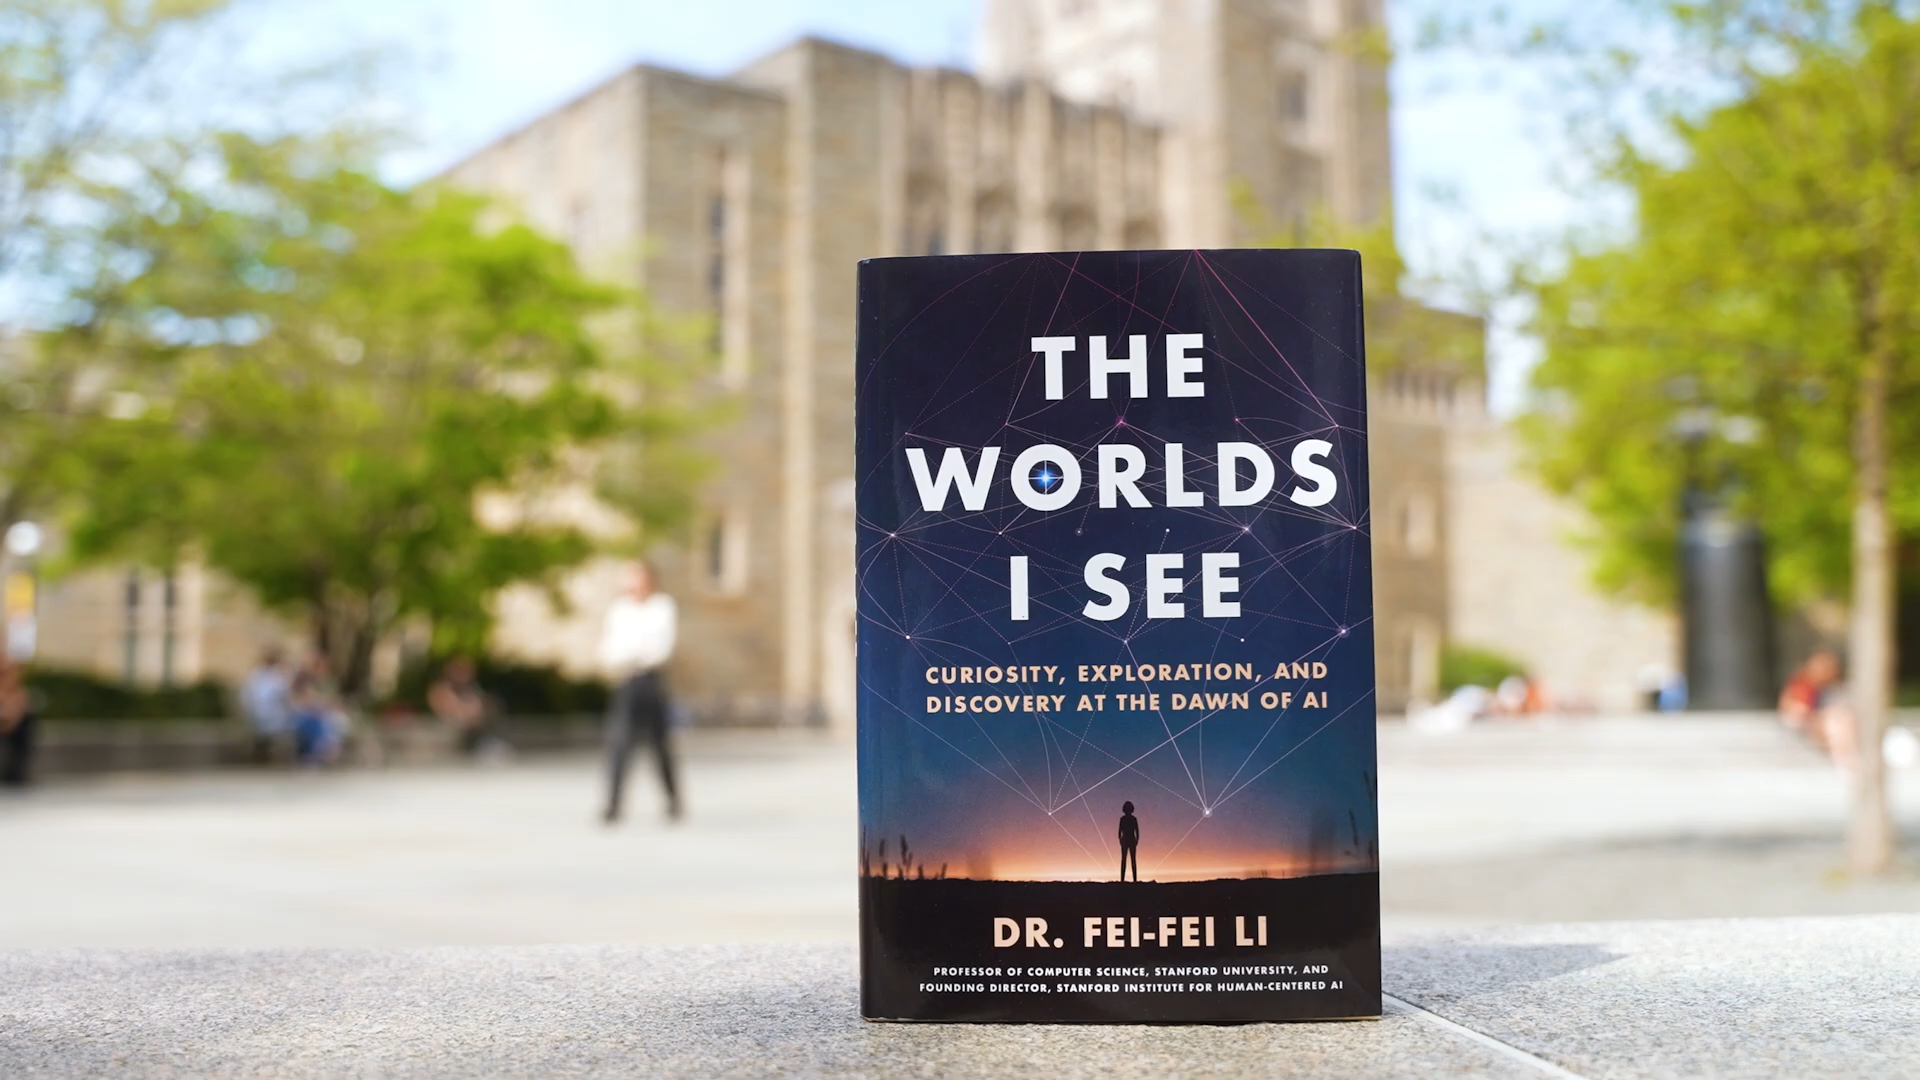 THE
WORLDS
I SEE
CURIOSITY, EXPLORATION, AND
DISCOVERY AT THE DAWN OF AI
DR. FEI-FEI LI
PROFESSOR OF COMPUTER SCIENCE, STANFORD UNIVERSITY, AND
FOUNDING DIRECTOR, STANFORD INSTITUTE FOR HUMAN-CENTERED AI